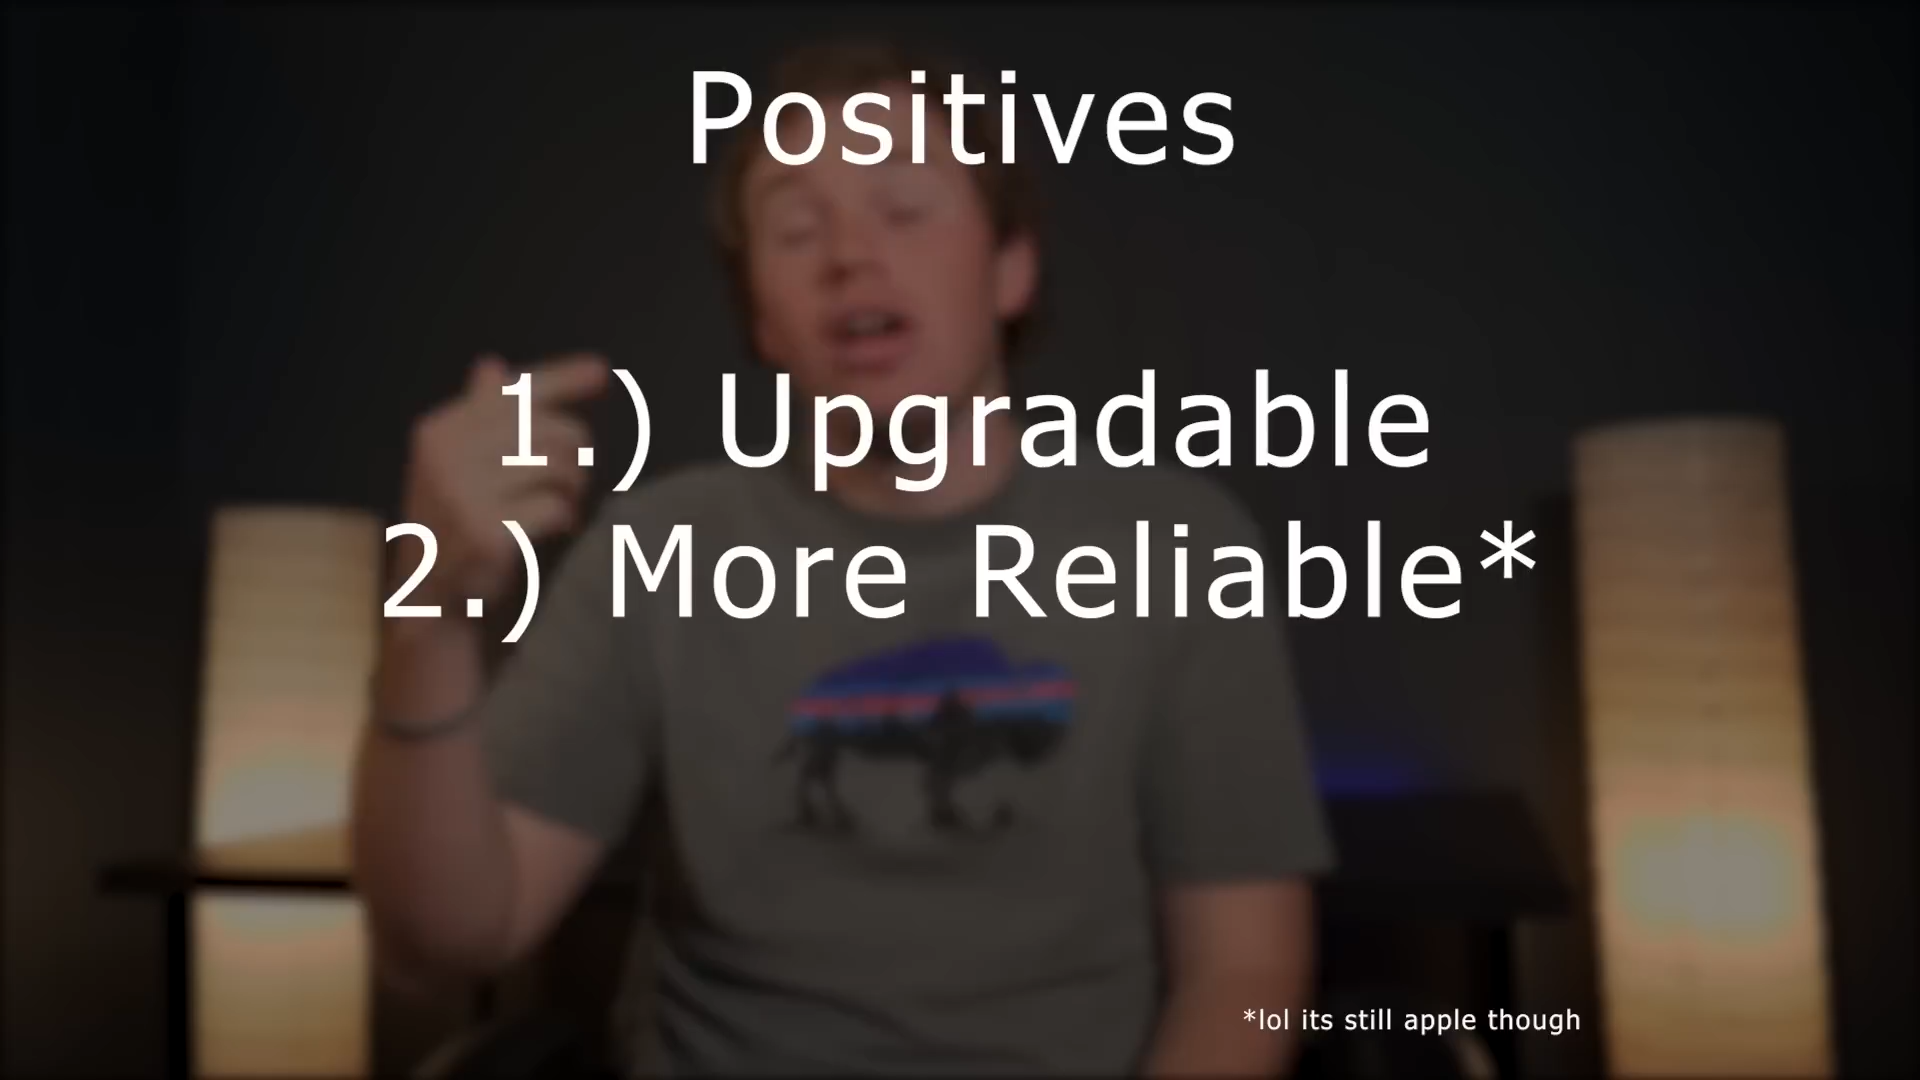 Positives
1.) Upgradable
2.) More Reliable*
*lol its still apple though